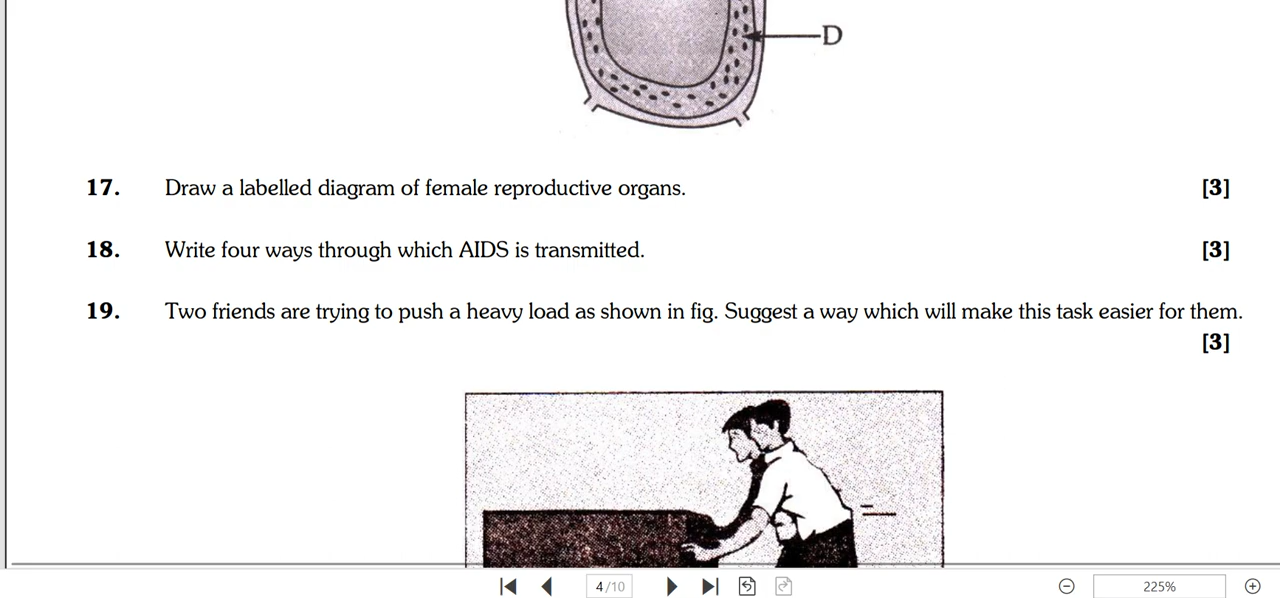 D
17. Draw a labelled diagram of female reproductive organs. [3]
18. Write four ways through which AIDS is transmitted. [3]
19. Two friends are trying to push a heavy load as shown in fig. Suggest a way which will make this task easier for them.
[3]
4 /10
225%